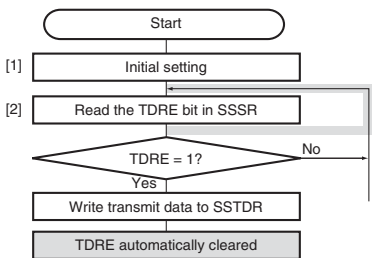 Start
[1] Initial setting
[2] Read the TDRE bit in SSSR
TDRE = 1?
No
Yes
Write transmit data to SSTDR
TDRE automatically cleared